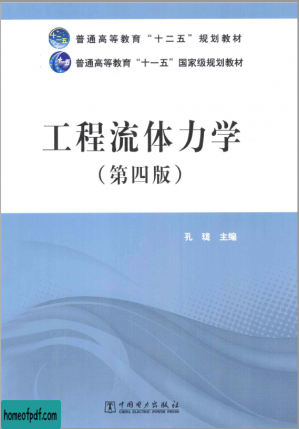 普通高等教育“十二五”规划教材
普通高等教育“十一五”国家级规划教材
工程流体力学
（第四版）
孔珑 主编
中国电力出版社
CHINA ELECTRIC POWER PRESS
homeofpdf.com